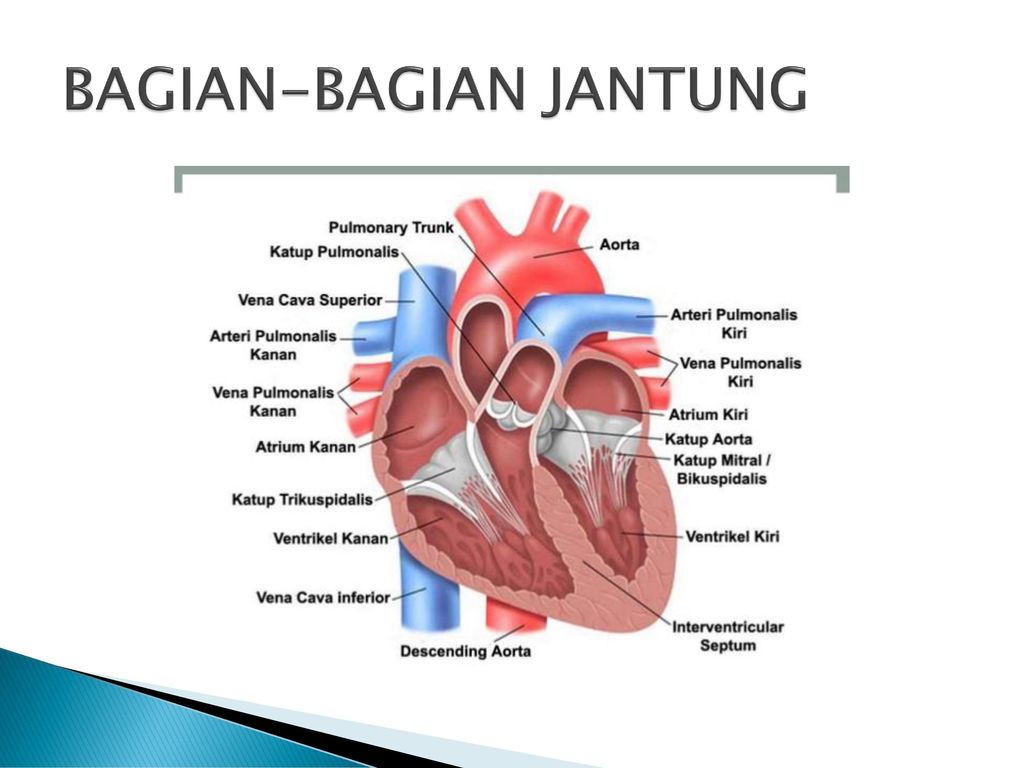 BAGIAN-BAGIAN JANTUNG
Pulmonary Trunk
Katup Pulmonalis
Vena Cava Superior
Arteri Pulmonalis
Kanan
Vena Pulmonalis
Kanan
Atrium Kanan
Katup Trikuspidalis
Ventrikel Kanan
Vena Cava inferior
Descending Aorta
Aorta
Arteri Pulmonalis
Kiri
Vena Pulmonalis
Kiri
Atrium Kiri
Katup Aorta
Katup Mitral /
Bikuspidalis
Ventrikel Kiri
Interventricular
Septum